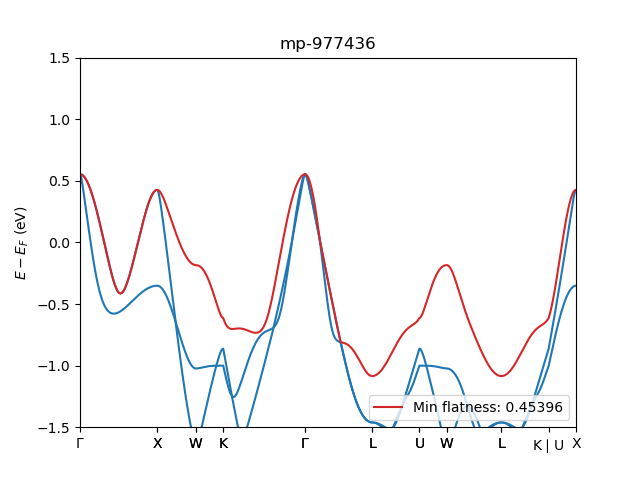 mp-977436
1.5
1.0
0.5
0.0
−0.5
−1.0
−1.5
E − E_F (eV)
Min flatness: 0.45396
Γ X W K Γ L U W L K | U X